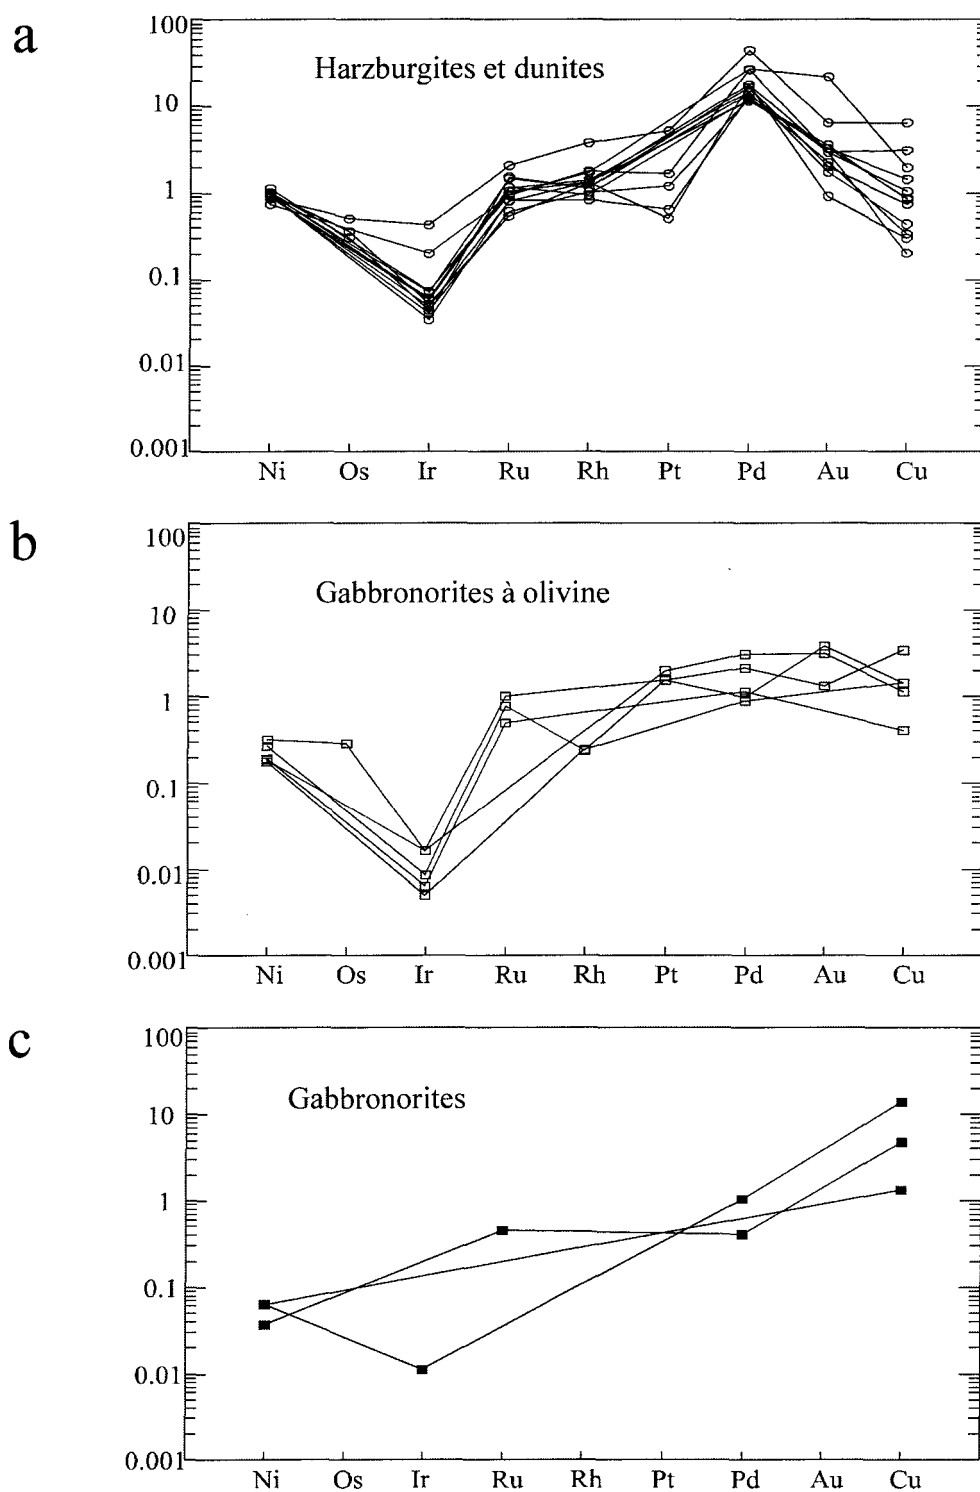 a
Harzburgites et dunites
100
10
1
0.1
0.01
0.001
Ni Os Ir Ru Rh Pt Pd Au Cu
b
Gabbronorites à olivine
100
10
1
0.1
0.01
0.001
Ni Os Ir Ru Rh Pt Pd Au Cu
c
Gabbronorites
100
10
1
0.1
0.01
0.001
Ni Os Ir Ru Rh Pt Pd Au Cu